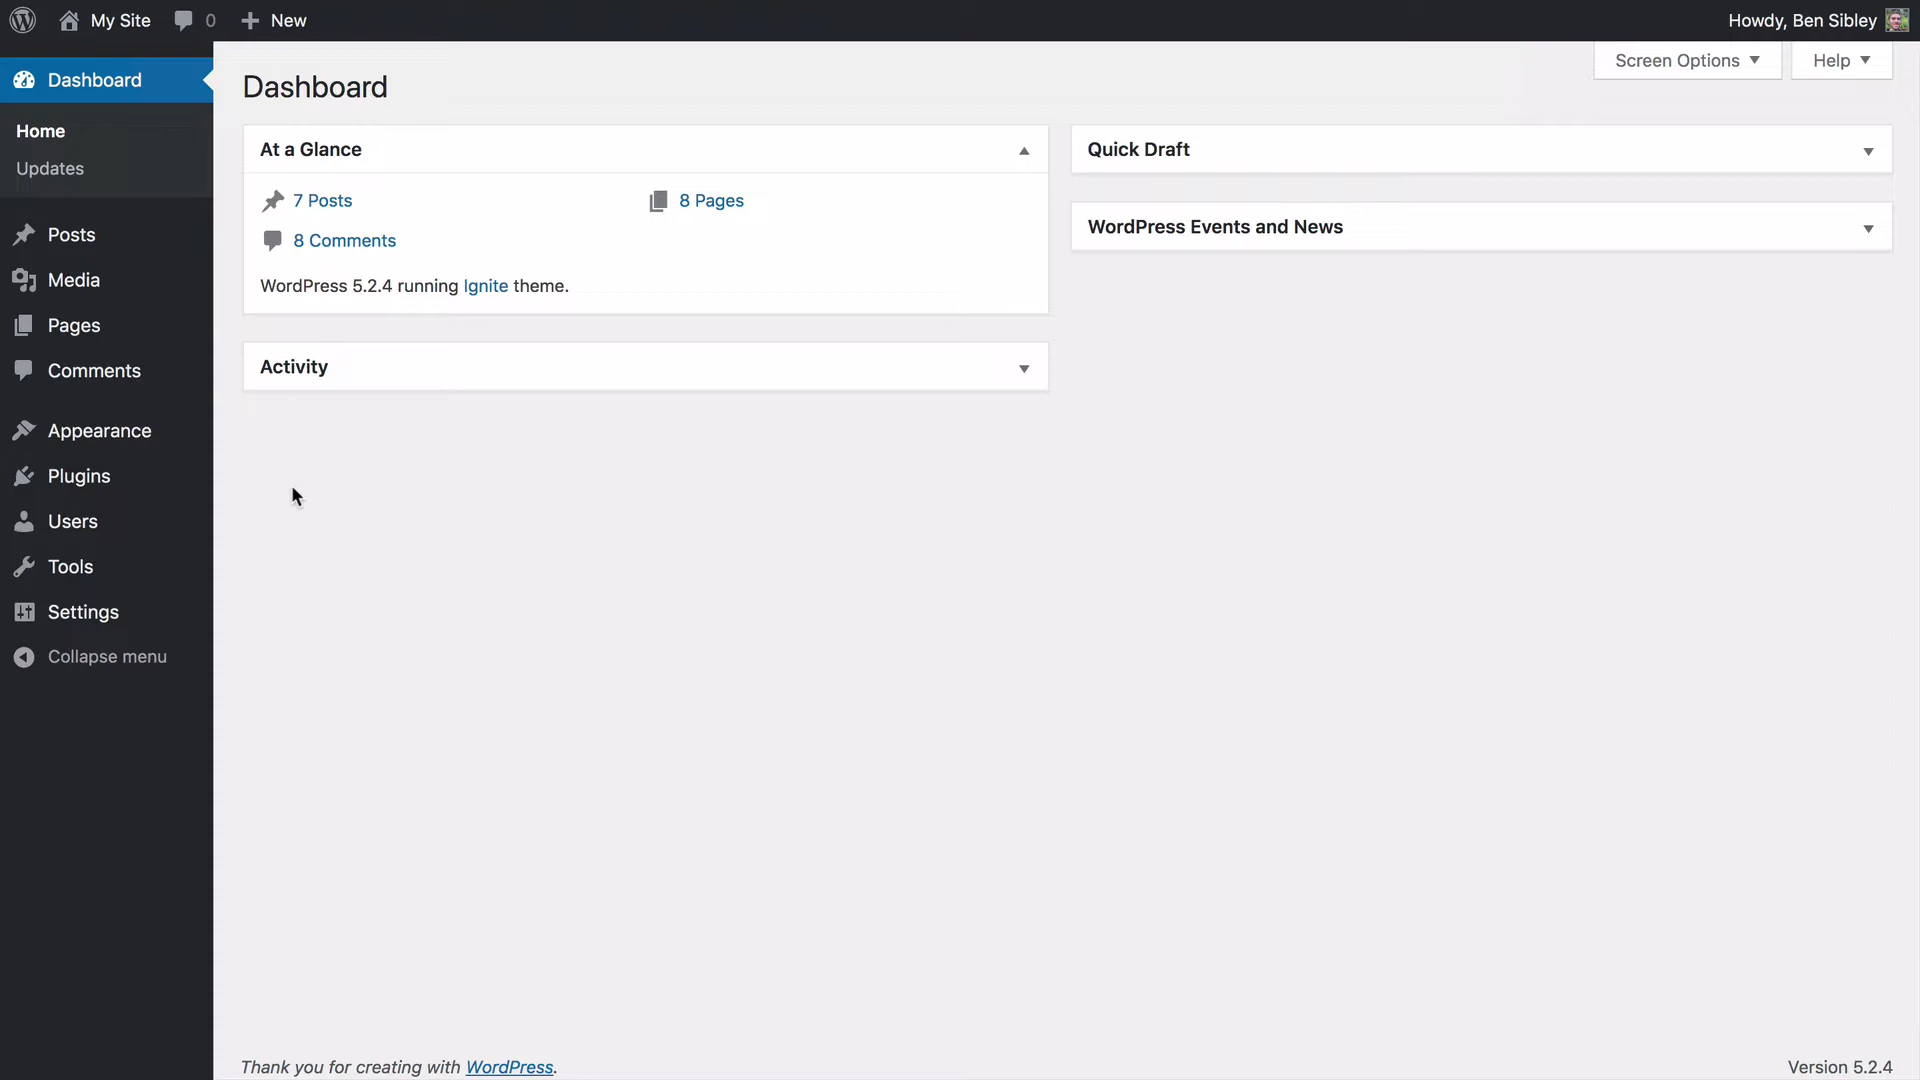 My Site 0 New Howdy, Ben Sibley
Dashboard
Home
Updates
Posts
Media
Pages
Comments
Appearance
Plugins
Users
Tools
Settings
Collapse menu
Screen Options Help
Dashboard
At a Glance
7 Posts 8 Pages
8 Comments
WordPress 5.2.4 running Ignite theme.
Activity
Quick Draft
WordPress Events and News
Thank you for creating with WordPress.
Version 5.2.4